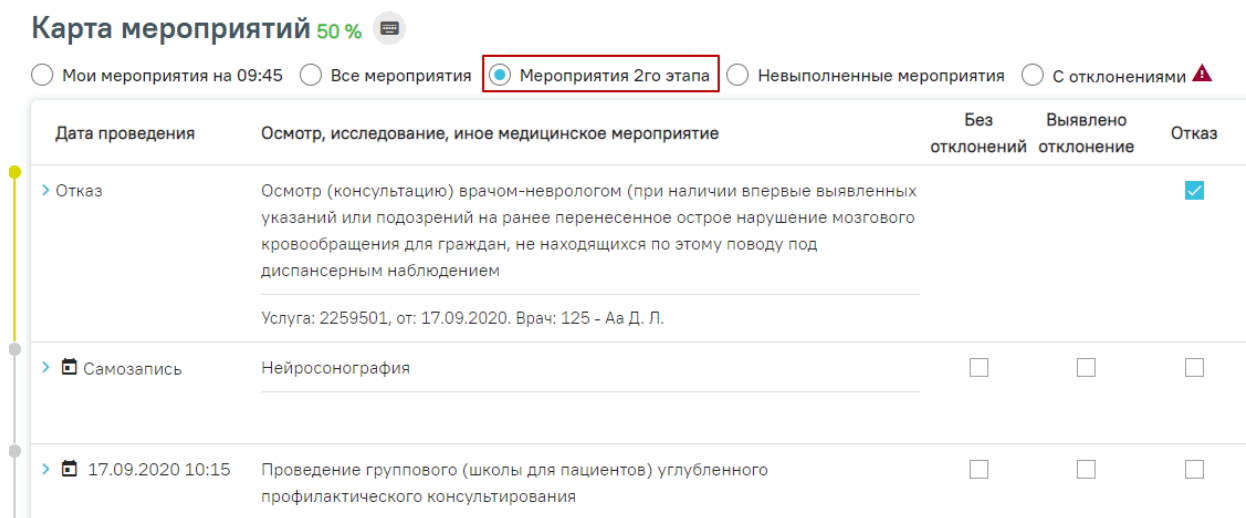 Карта мероприятий 50 %
Мои мероприятия на 09:45 Все мероприятия Мероприятия 2го этапа Невыполненные мероприятия С отклонениями
Дата проведения Осмотр, исследование, иное медицинское мероприятие Без отклонений Выявлено отклонение Отказ
Отказ Осмотр (консультацию) врачом-неврологом (при наличии впервые выявленных
указаний или подозрений на ранее перенесенное острое нарушение мозгового
кровообращения для граждан, не находящихся по этому поводу под
диспансерным наблюдением
Услуга: 2259501, от: 17.09.2020. Врач: 125 - Аа Д. Л.
Самозапись Нейросонография
17.09.2020 10:15 Проведение группового (школы для пациентов) углубленного
профилактического консультирования